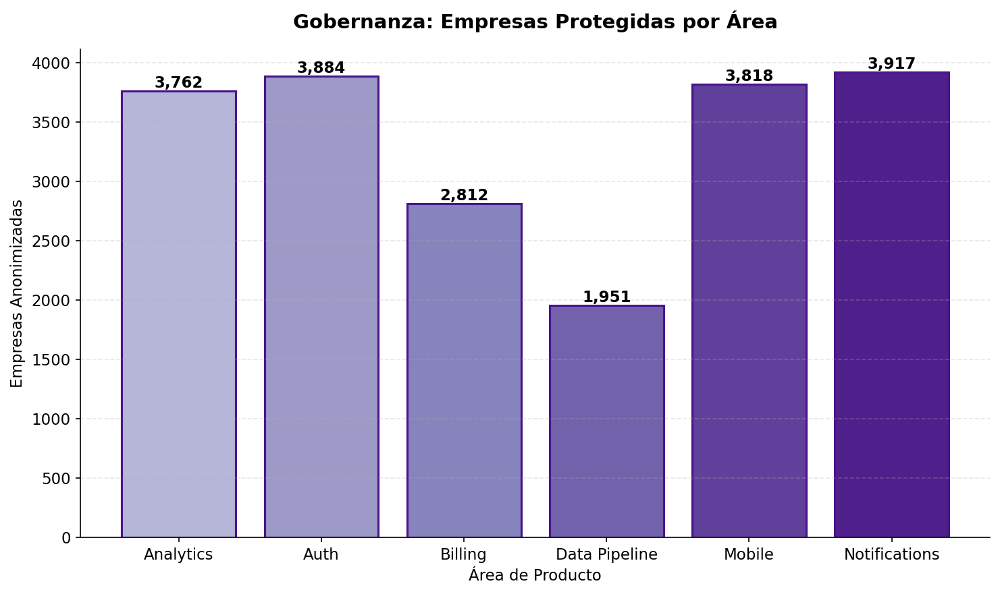 Gobernanza: Empresas Protegidas por Área
Empresas Anonimizadas
4000
3500
3000
2500
2000
1500
1000
500
0
3,762
3,884
2,812
1,951
3,818
3,917
Analytics
Auth
Billing
Data Pipeline
Mobile
Notifications
Área de Producto